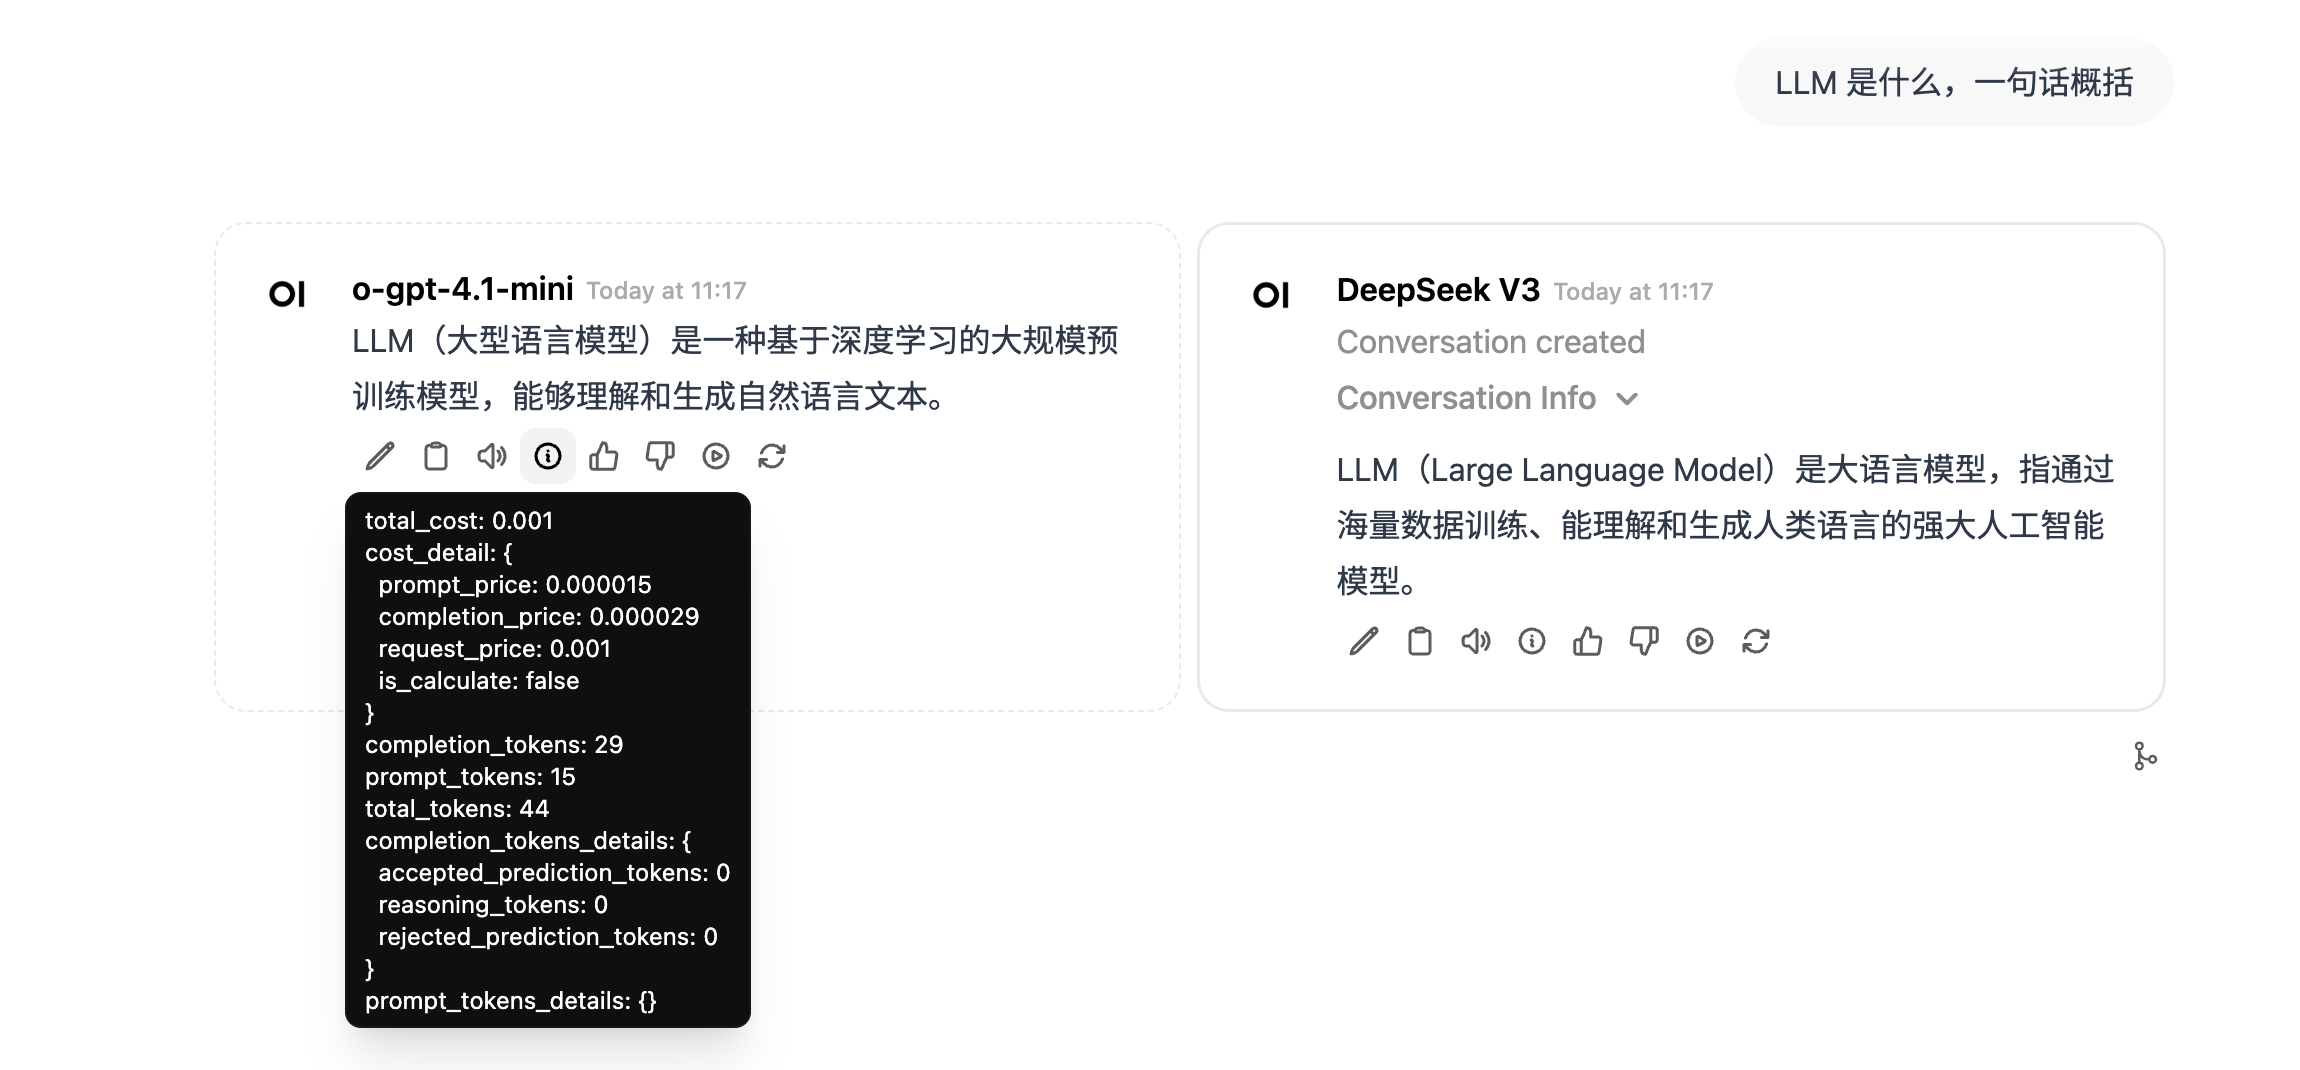 LLM 是什么，一句话概括
OI
o-gpt-4.1-mini Today at 11:17
LLM（大型语言模型）是一种基于深度学习的大规模预
训练模型，能够理解和生成自然语言文本。
total_cost: 0.001
cost_detail: {
prompt_price: 0.000015
completion_price: 0.000029
request_price: 0.001
is_calculate: false
}
completion_tokens: 29
prompt_tokens: 15
total_tokens: 44
completion_tokens_details: {
accepted_prediction_tokens: 0
reasoning_tokens: 0
rejected_prediction_tokens: 0
}
prompt_tokens_details: {}
OI
DeepSeek V3 Today at 11:17
Conversation created
Conversation Info
LLM（Large Language Model）是大语言模型，指通过
海量数据训练、能理解和生成人类语言的强大人工智能
模型。